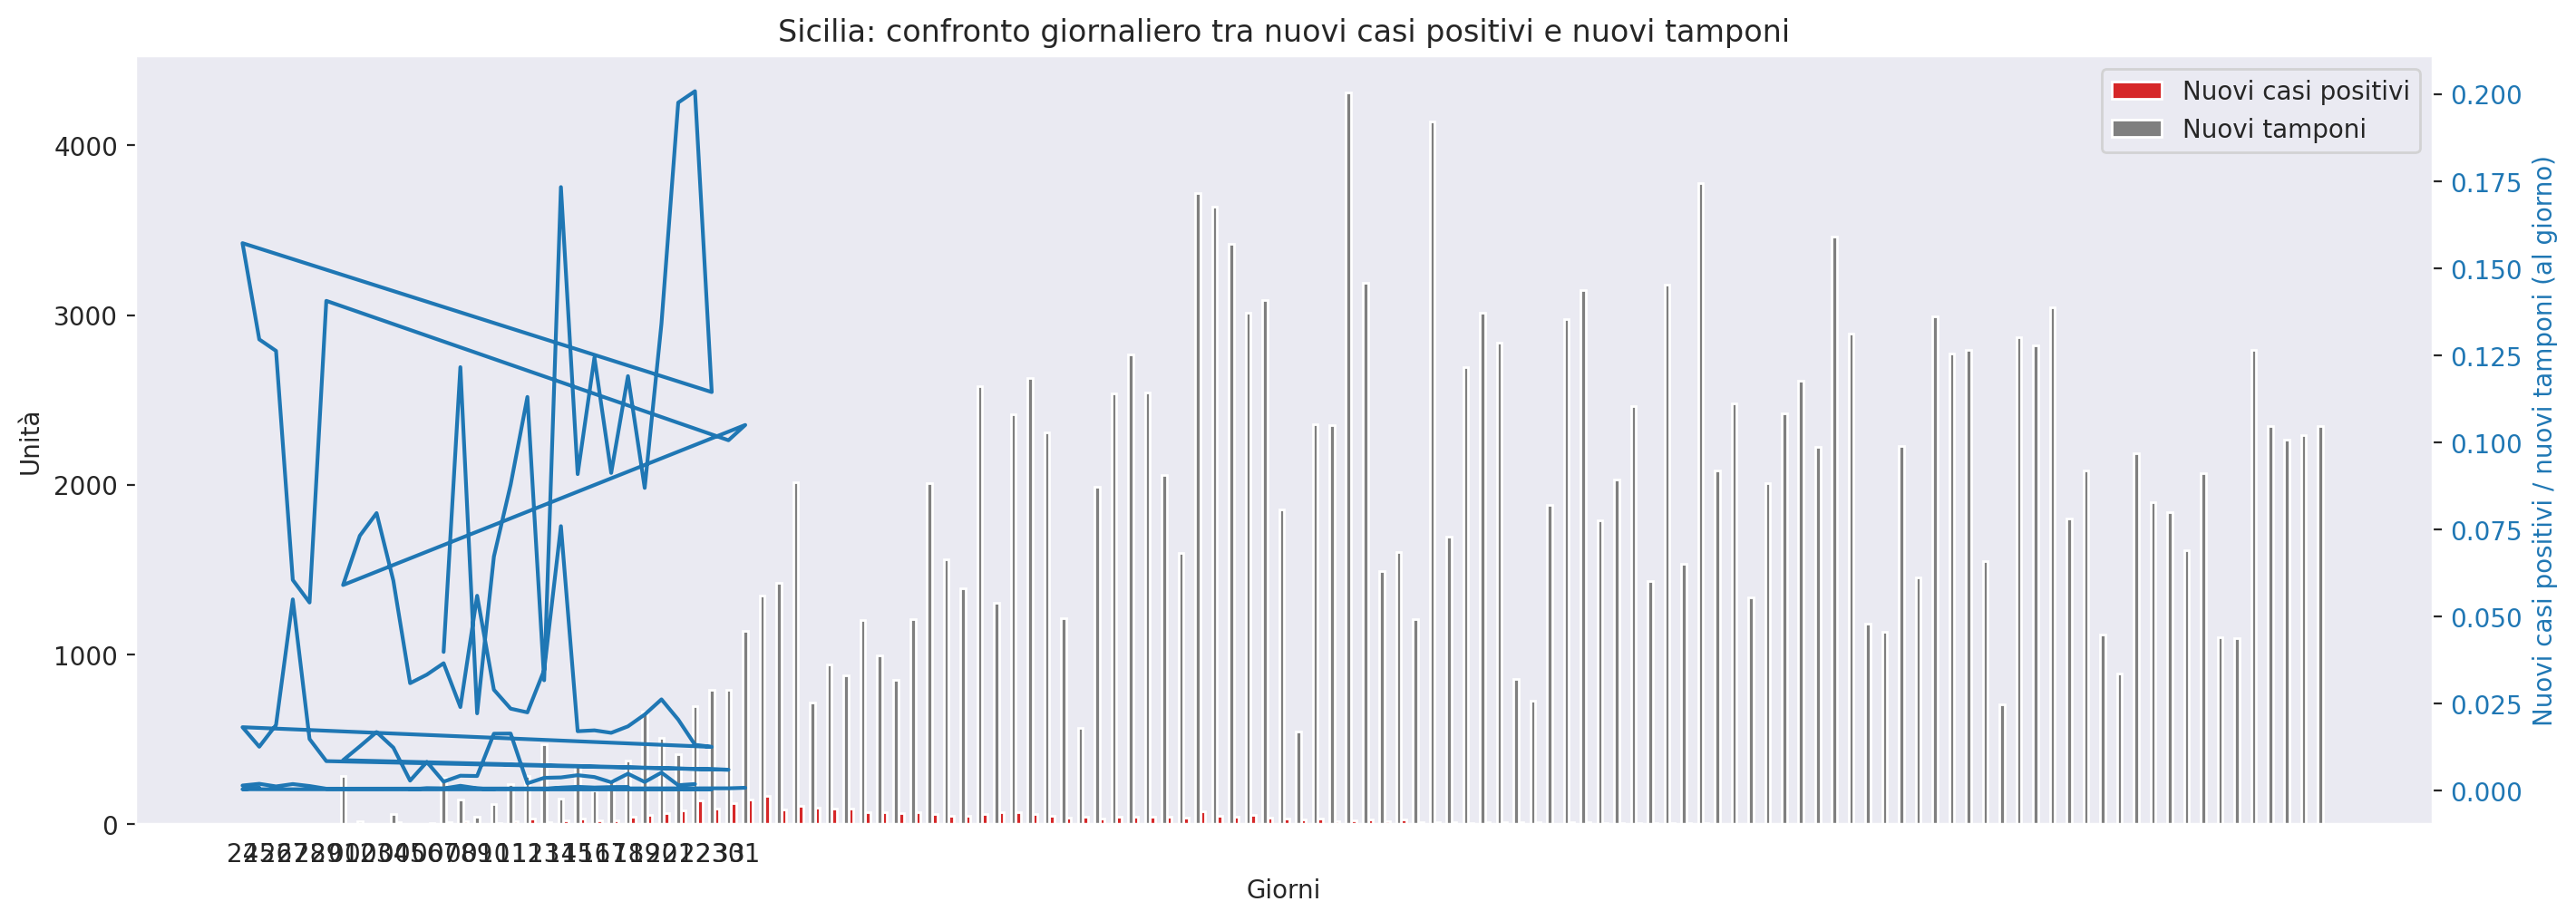 Sicilia: confronto giornaliero tra nuovi casi positivi e nuovi tamponi
Nuovi casi positivi
Nuovi tamponi
Unità
4000
3000
2000
1000
0
0.200
0.175
0.150
0.125
0.100
0.075
0.050
0.025
0.000
Nuovi casi positivi / nuovi tamponi (al giorno)
Giorni